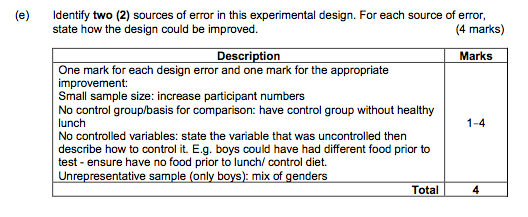 (e) Identify two (2) sources of error in this experimental design. For each source of error,
state how the design could be improved. (4 marks)
Description Marks
One mark for each design error and one mark for the appropriate
improvement:
Small sample size: increase participant numbers
No control group/basis for comparison: have control group without healthy
lunch
No controlled variables: state the variable that was uncontrolled then
describe how to control it. E.g. boys could have had different food prior to
test - ensure have no food prior to lunch/ control diet.
Unrepresentative sample (only boys): mix of genders
1–4
Total 4